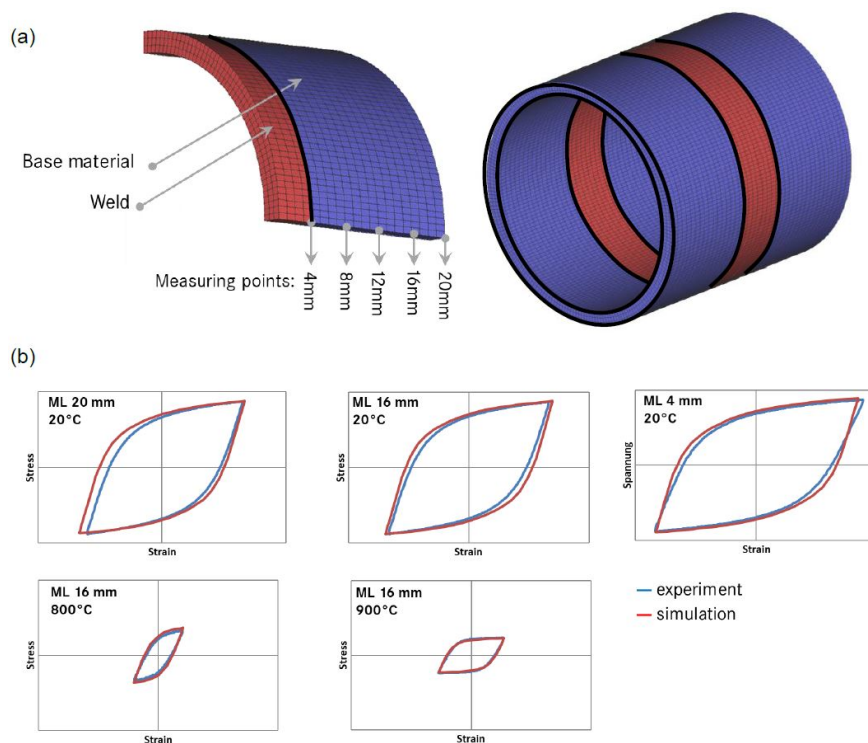 (a)
Base material
Weld
Measuring points:
4mm
8mm
12mm
16mm
20mm
(b)
ML 20 mm
20°C
Stress
Strain
ML 16 mm
20°C
Stress
Strain
ML 4 mm
20°C
Spannung
Strain
ML 16 mm
800°C
Stress
Strain
ML 16 mm
900°C
Stress
Strain
experiment
simulation